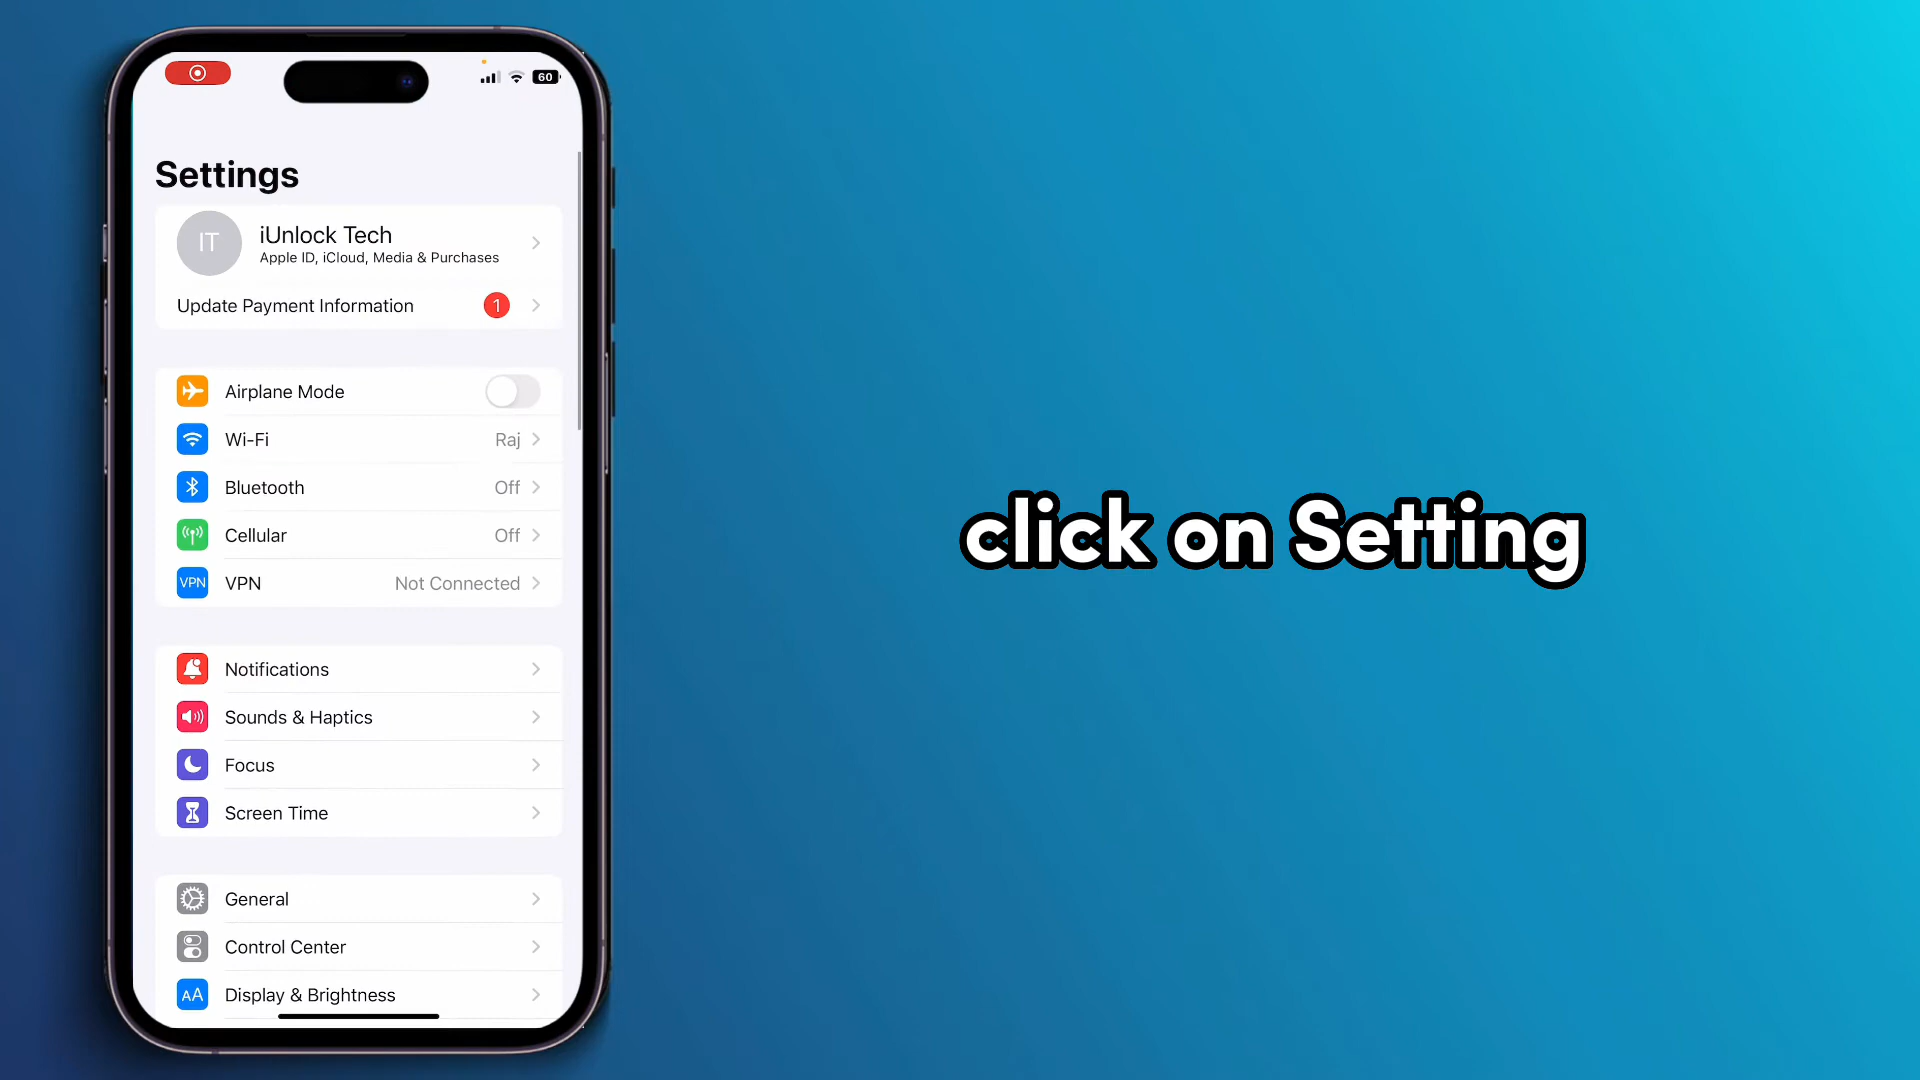 60
Settings
IT
iUnlock Tech
Apple ID, iCloud, Media & Purchases
Update Payment Information 1
Airplane Mode
Wi-Fi Raj
Bluetooth Off
Cellular Off
VPN VPN Not Connected
Notifications
Sounds & Haptics
Focus
Screen Time
General
Control Center
AA Display & Brightness
click on Setting